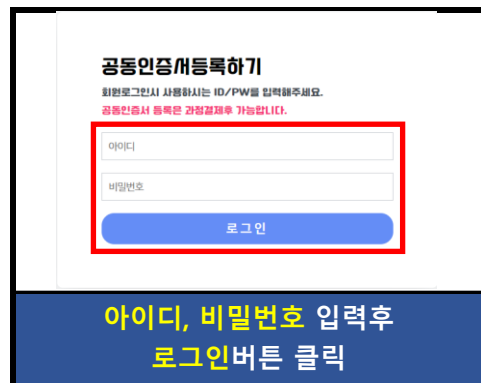 공동인증서등록하기
회원로그인시 사용하시는 ID/PW를 입력해주세요.
공동인증서 등록은 과정결제후 가능합니다.
아이디
비밀번호
로그인
아이디, 비밀번호 입력후
로그인버튼 클릭